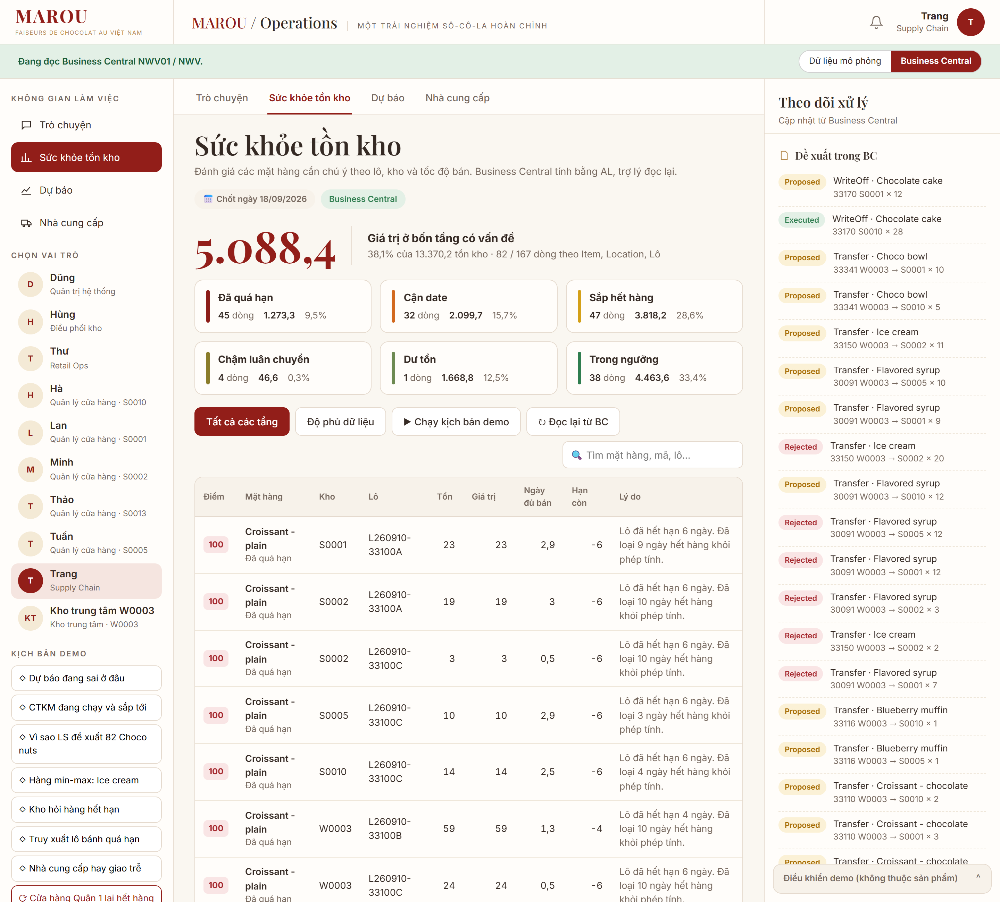 MAROU
FAISEURS DE CHOCOLAT AU VIỆT NAM
MAROU / Operations
MỘT TRẢI NGHIỆM SÔ-CÔ-LA HOÀN CHỈNH
Trang
Supply Chain
T
Đang đọc Business Central NWV01 / NWV.
Dữ liệu mô phỏng
Business Central
KHÔNG GIAN LÀM VIỆC
Trò chuyện
Sức khỏe tồn kho
Dự báo
Nhà cung cấp
CHỌN VAI TRÒ
D
Dũng
Quản trị hệ thống
H
Hùng
Điều phối kho
T
Thư
Retail Ops
H
Hà
Quản lý cửa hàng · S0010
L
Lan
Quản lý cửa hàng · S0001
M
Minh
Quản lý cửa hàng · S0002
T
Thảo
Quản lý cửa hàng · S0013
T
Tuấn
Quản lý cửa hàng · S0005
T
Trang
Supply Chain
KT
Kho trung tâm W0003
Kho trung tâm · W0003
KỊCH BẢN DEMO
◇ Dự báo đang sai ở đâu
◇ CTKM đang chạy và sắp tới
◇ Vì sao LS đề xuất 82 Choco
nuts
◇ Hàng min-max: Ice cream
◇ Kho hỏi hàng hết hạn
◇ Truy xuất lô bánh quá hạn
◇ Nhà cung cấp hay giao trễ
⟳ Cửa hàng Quận 1 lại hết hàng
Trò chuyện
Sức khỏe tồn kho
Dự báo
Nhà cung cấp
Sức khỏe tồn kho
Đánh giá các mặt hàng cần chú ý theo lô, kho và tốc độ bán. Business Central tính bằng AL, trợ lý đọc lại.
Chốt ngày 18/09/2026
Business Central
5.088,4
Giá trị ở bốn tầng có vấn đề
38,1% của 13.370,2 tồn kho · 82 / 167 dòng theo Item, Location, Lô
Đã quá hạn
45 dòng 1.273,3 9,5%
Cận date
32 dòng 2.099,7 15,7%
Sắp hết hàng
47 dòng 3.818,2 28,6%
Chậm luân chuyển
4 dòng 46,6 0,3%
Dư tồn
1 dòng 1.668,8 12,5%
Trong ngưỡng
38 dòng 4.463,6 33,4%
Tất cả các tầng
Độ phủ dữ liệu
▶ Chạy kịch bản demo
↻ Đọc lại từ BC
Tìm mặt hàng, mã, lô...
Điểm
Mặt hàng
Kho
Lô
Tồn
Giá trị
Ngày
đủ bán
Hạn
còn
Lý do
100
Croissant -
plain
Đã quá hạn
S0001
L260910-
33100A
23
23
2,9
-6
Lô đã hết hạn 6 ngày. Đã
loại 9 ngày hết hàng khỏi
phép tính.
100
Croissant -
plain
Đã quá hạn
S0002
L260910-
33100A
19
19
3
-6
Lô đã hết hạn 6 ngày. Đã
loại 10 ngày hết hàng
khỏi phép tính.
100
Croissant -
plain
Đã quá hạn
S0002
L260910-
33100C
3
3
0,5
-6
Lô đã hết hạn 6 ngày. Đã
loại 10 ngày hết hàng
khỏi phép tính.
100
Croissant -
plain
Đã quá hạn
S0005
L260910-
33100C
10
10
2,9
-6
Lô đã hết hạn 6 ngày. Đã
loại 3 ngày hết hàng khỏi
phép tính.
100
Croissant -
plain
Đã quá hạn
S0010
L260910-
33100C
14
14
2,5
-6
Lô đã hết hạn 6 ngày. Đã
loại 4 ngày hết hàng khỏi
phép tính.
100
Croissant -
plain
Đã quá hạn
W0003
L260910-
33100B
59
59
1,3
-4
Lô đã hết hạn 4 ngày. Đã
loại 10 ngày hết hàng
khỏi phép tính.
100
Croissant -
plain
Đã quá hạn
W0003
L260910-
33100C
24
24
0,5
-6
Lô đã hết hạn 6 ngày. Đã
loại 10 ngày hết hàng
khỏi phép tính.
Theo dõi xử lý
Cập nhật từ Business Central
Đề xuất trong BC
Proposed
WriteOff · Chocolate cake
33170 S0001 × 12
Executed
WriteOff · Chocolate cake
33170 S0010 × 28
Proposed
Transfer · Choco bowl
33341 W0003 → S0001 × 10
Proposed
Transfer · Choco bowl
33341 W0003 → S0010 × 5
Proposed
Transfer · Ice cream
33150 W0003 → S0002 × 11
Proposed
Transfer · Flavored syrup
30091 W0003 → S0005 × 10
Proposed
Transfer · Flavored syrup
30091 W0003 → S0001 × 9
Rejected
Transfer · Ice cream
33150 W0003 → S0002 × 20
Proposed
Transfer · Flavored syrup
30091 W0003 → S0010 × 12
Rejected
Transfer · Flavored syrup
30091 W0003 → S0005 × 12
Rejected
Transfer · Flavored syrup
30091 W0003 → S0001 × 12
Rejected
Transfer · Flavored syrup
30091 W0003 → S0002 × 3
Rejected
Transfer · Ice cream
33150 W0003 → S0002 × 2
Rejected
Transfer · Flavored syrup
30091 W0003 → S0001 × 7
Proposed
Transfer · Blueberry muffin
33116 W0003 → S0010 × 1
Proposed
Transfer · Blueberry muffin
33116 W0003 → S0005 × 1
Proposed
Transfer · Croissant - chocolate
33110 W0003 → S0010 × 2
Proposed
Transfer · Croissant - chocolate
33110 W0003 → S0001 × 3
Proposed
Transfer · Croissant - chocolate
Điều khiển demo (không thuộc sản phẩm) ^